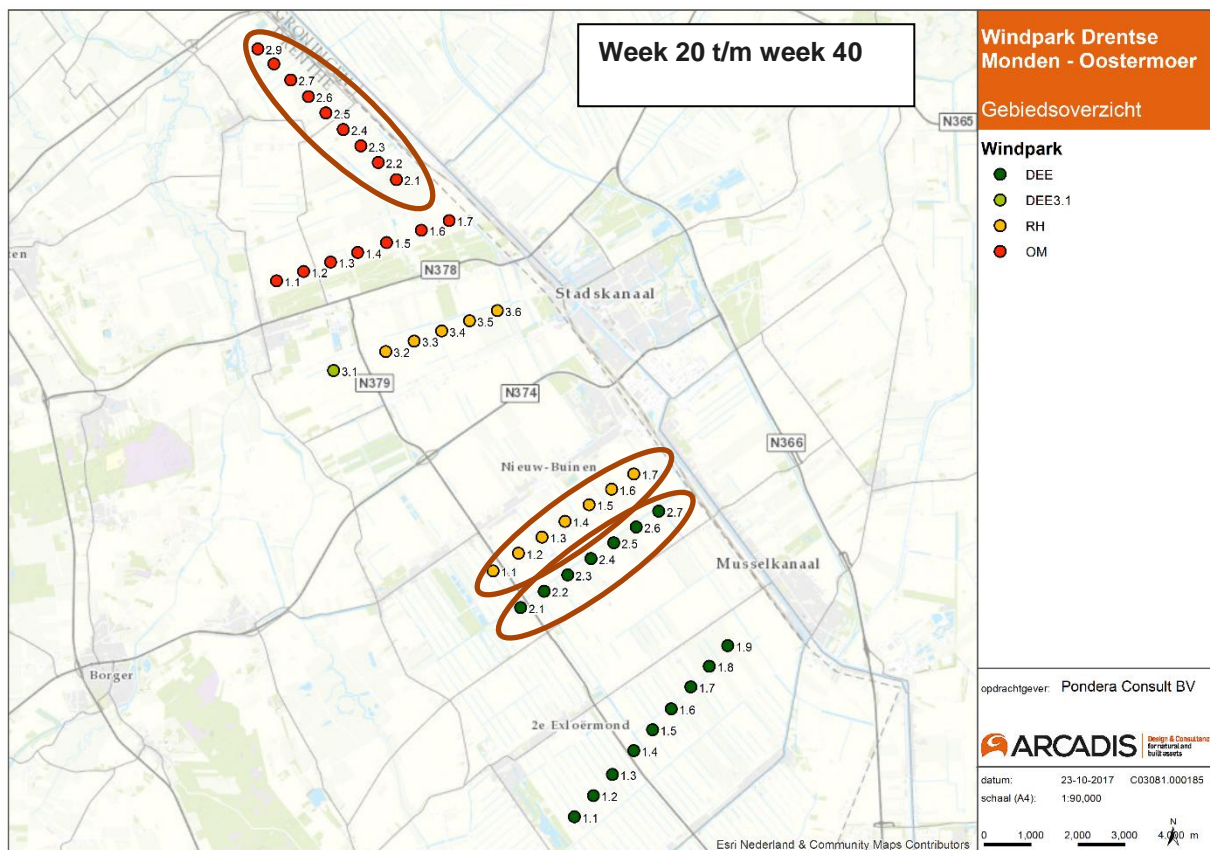 Week 20 t/m week 40
Windpark Drentse
Monden - Oostermoer
Gebiedsoverzicht
Windpark
DEE
DEE3.1
RH
OM
GRONINGEN
DRENTHE
N365
2.9
2.7
2.6
2.5
2.4
2.3
2.2
2.1
1.7
1.6
1.5
1.4
1.3
1.2
1.1
ten
N378
Stadskanaal
3.6
3.5
3.4
3.3
3.2
3.1
N379
N374
N366
Nieuw-Buinen
1.7
1.6
1.5
1.4
1.3
1.2
1.1
2.7
2.6
2.5
2.4
2.3
2.2
2.1
Musselkanaal
Borger
2e Exloërmond
1.9
1.8
1.7
1.6
1.5
1.4
1.3
1.2
1.1
opdrachtgever: Pondera Consult BV
ARCADIS
Design & Consultancy
for natural and
built assets
datum: 23-10-2017 C03081.000185
schaal (A4): 1:90,000
N
0 1,000 2,000 3,000 4,000 m
Esri Nederland & Community Maps Contributors